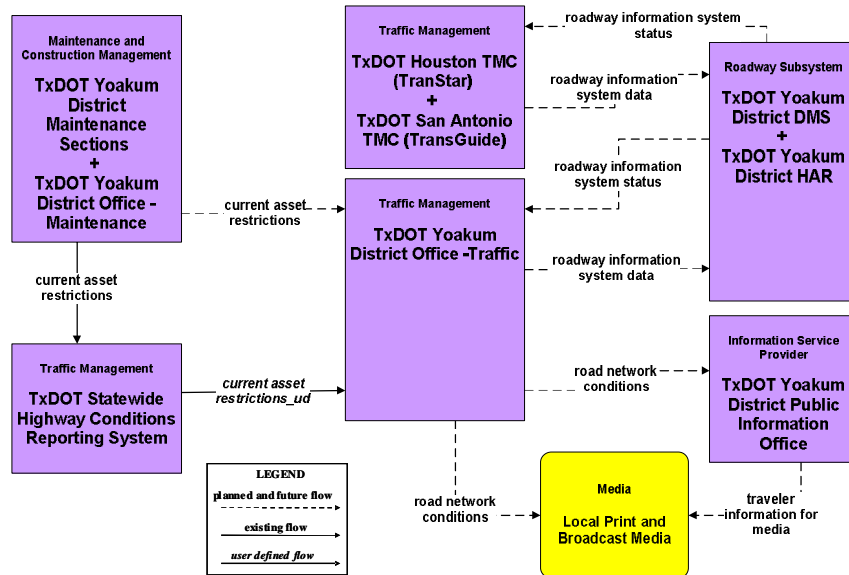 Maintenance and
Construction Management
TxDOT Yoakum
District
Maintenance
Sections
+
TxDOT Yoakum
District Office -
Maintenance
Traffic Management
TxDOT Houston TMC
(TranStar)
+
TxDOT San Antonio
TMC (TransGuide)
roadway information system
status
roadway information
system data
roadway information
system status
Roadway Subsystem
TxDOT Yoakum
District DMS
+
TxDOT Yoakum
District HAR
current asset
restrictions
Traffic Management
TxDOT Yoakum
District Office -Traffic
roadway information
system data
current asset
restrictions
Traffic Management
TxDOT Statewide
Highway Conditions
Reporting System
current asset
restrictions_ud
road network
conditions
Information Service
Provider
TxDOT Yoakum
District Public
Information
Office
LEGEND
planned and future flow
existing flow
user defined flow
road network
conditions
Media
Local Print and
Broadcast Media
traveler
information for
media